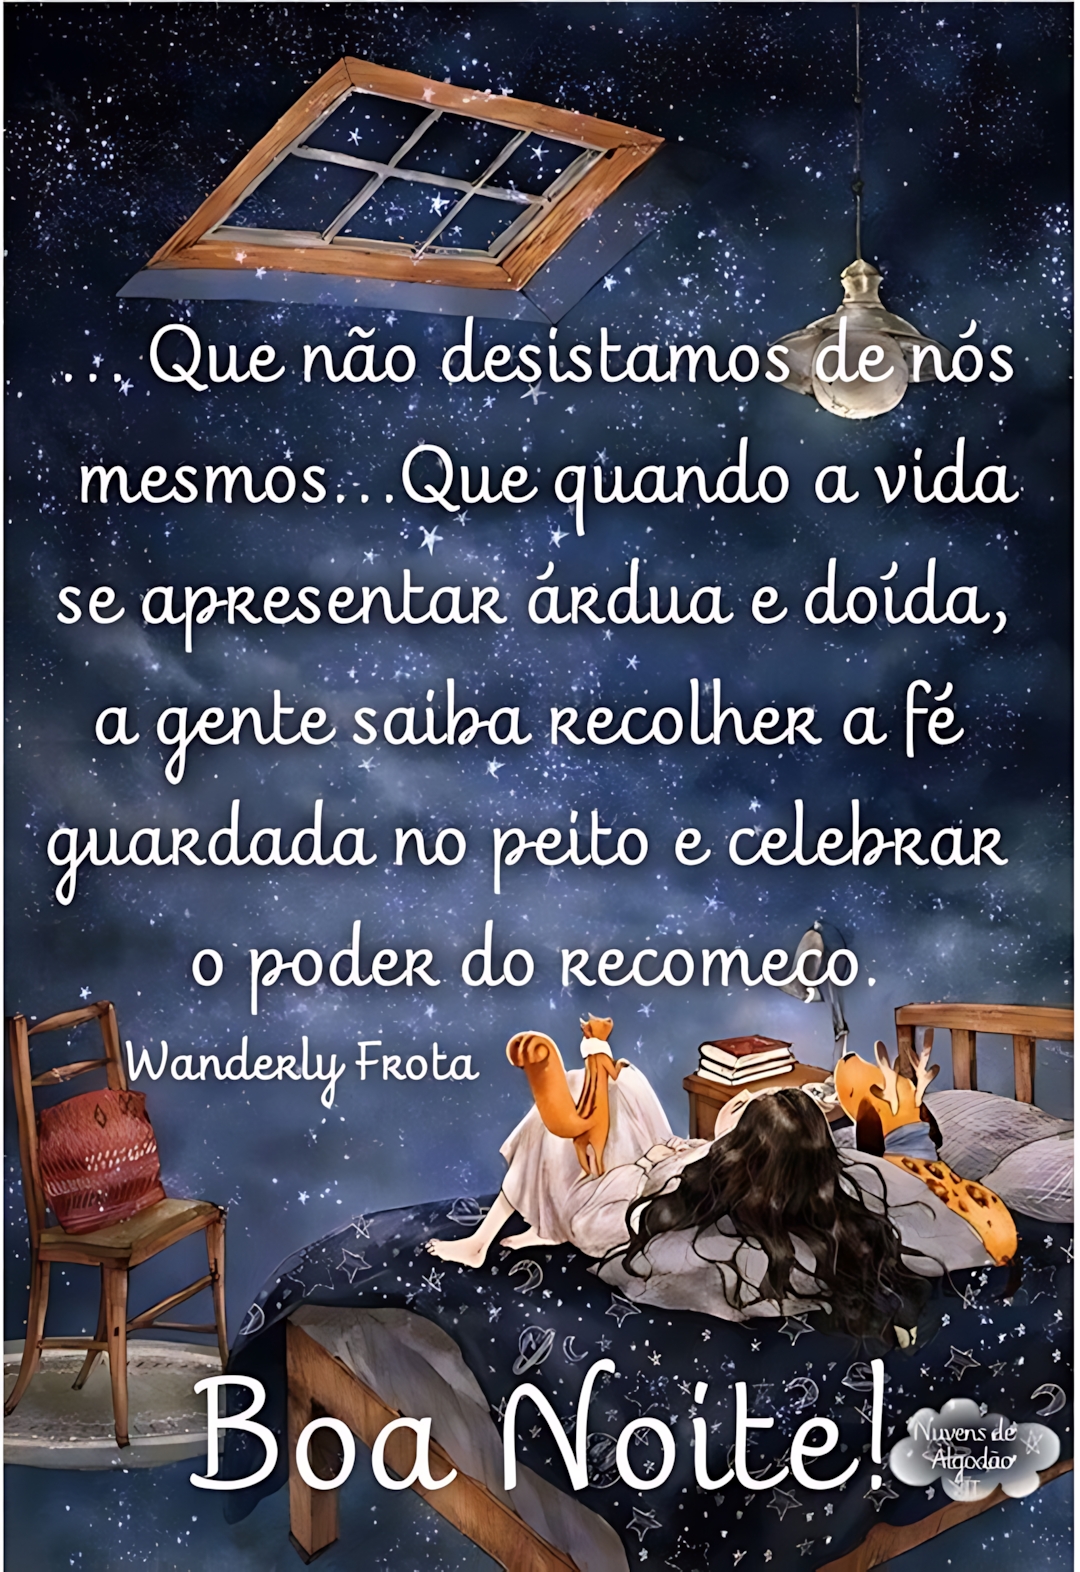 ... Que não desistamos de nós
mesmos...Que quando a vida
se apresentar árdua e doída,
a gente saiba recolher a fé
guardada no peito e celebrar
o poder do recomeço.
Wanderly Frota
Boa Noite!
Nuvens de
Algodão